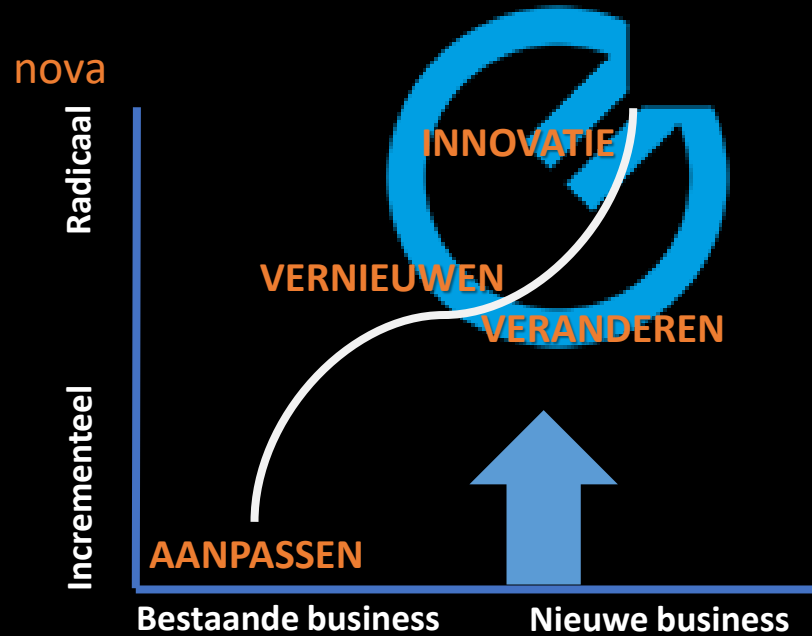 nova
Radicaal
INNOVATIE
VERNIEUWEN
VERANDEREN
Incrementeel
AANPASSEN
Bestaande business
Nieuwe business